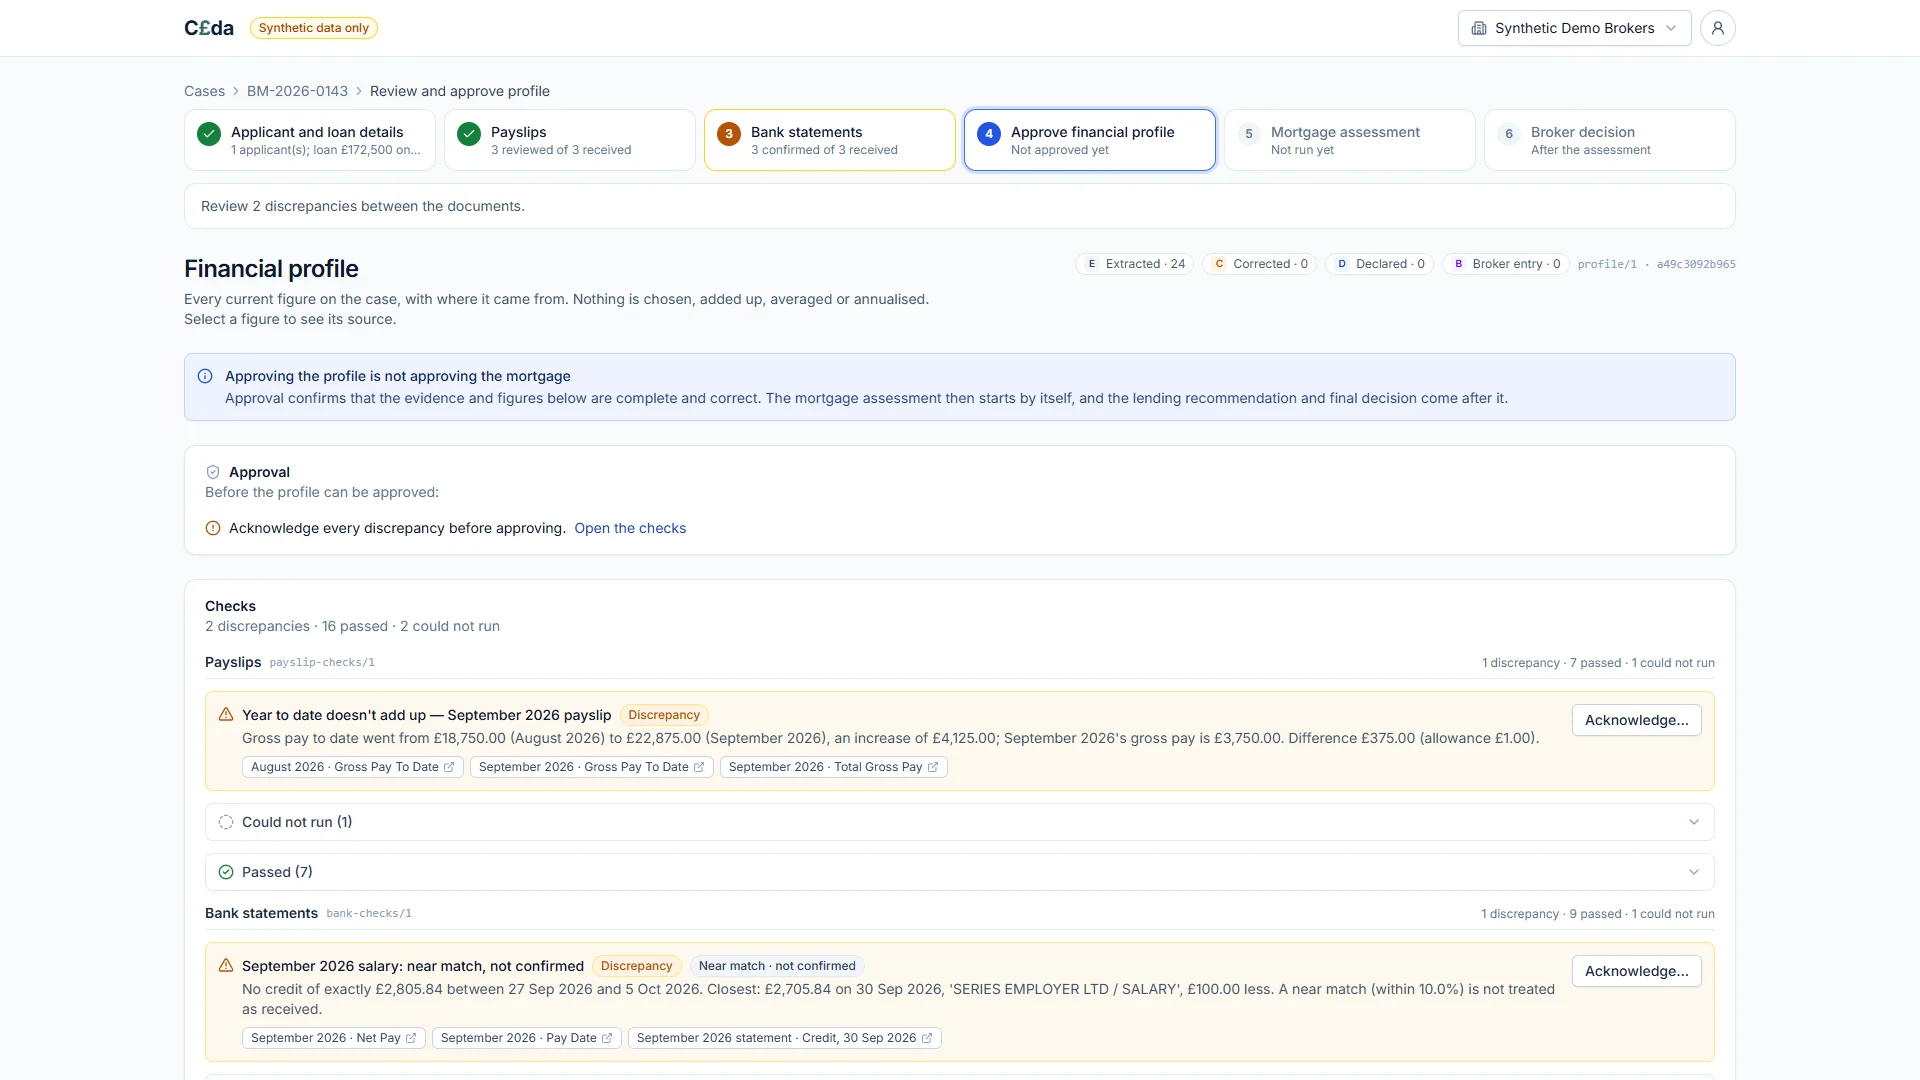 C£da
Synthetic data only
Synthetic Demo Brokers
Cases > BM-2026-0143 > Review and approve profile
Applicant and loan details
1 applicant(s); loan £172,500 on...
Payslips
3 reviewed of 3 received
3
Bank statements
3 confirmed of 3 received
4
Approve financial profile
Not approved yet
5
Mortgage assessment
Not run yet
6
Broker decision
After the assessment
Review 2 discrepancies between the documents.
Financial profile
E Extracted · 24
C Corrected · 0
D Declared · 0
B Broker entry · 0
profile/1 · a49c3092b965
Every current figure on the case, with where it came from. Nothing is chosen, added up, averaged or annualised.
Select a figure to see its source.
Approving the profile is not approving the mortgage
Approval confirms that the evidence and figures below are complete and correct. The mortgage assessment then starts by itself, and the lending recommendation and final decision come after it.
Approval
Before the profile can be approved:
Acknowledge every discrepancy before approving. Open the checks
Checks
2 discrepancies · 16 passed · 2 could not run
Payslips payslip-checks/1
1 discrepancy · 7 passed · 1 could not run
Year to date doesn't add up — September 2026 payslip Discrepancy
Gross pay to date went from £18,750.00 (August 2026) to £22,875.00 (September 2026), an increase of £4,125.00; September 2026's gross pay is £3,750.00. Difference £375.00 (allowance £1.00).
August 2026 · Gross Pay To Date
September 2026 · Gross Pay To Date
September 2026 · Total Gross Pay
Acknowledge...
Could not run (1)
Passed (7)
Bank statements bank-checks/1
1 discrepancy · 9 passed · 1 could not run
September 2026 salary: near match, not confirmed Discrepancy Near match · not confirmed
No credit of exactly £2,805.84 between 27 Sep 2026 and 5 Oct 2026. Closest: £2,705.84 on 30 Sep 2026, 'SERIES EMPLOYER LTD / SALARY', £100.00 less. A near match (within 10.0%) is not treated
as received.
September 2026 · Net Pay
September 2026 · Pay Date
September 2026 statement · Credit, 30 Sep 2026
Acknowledge...